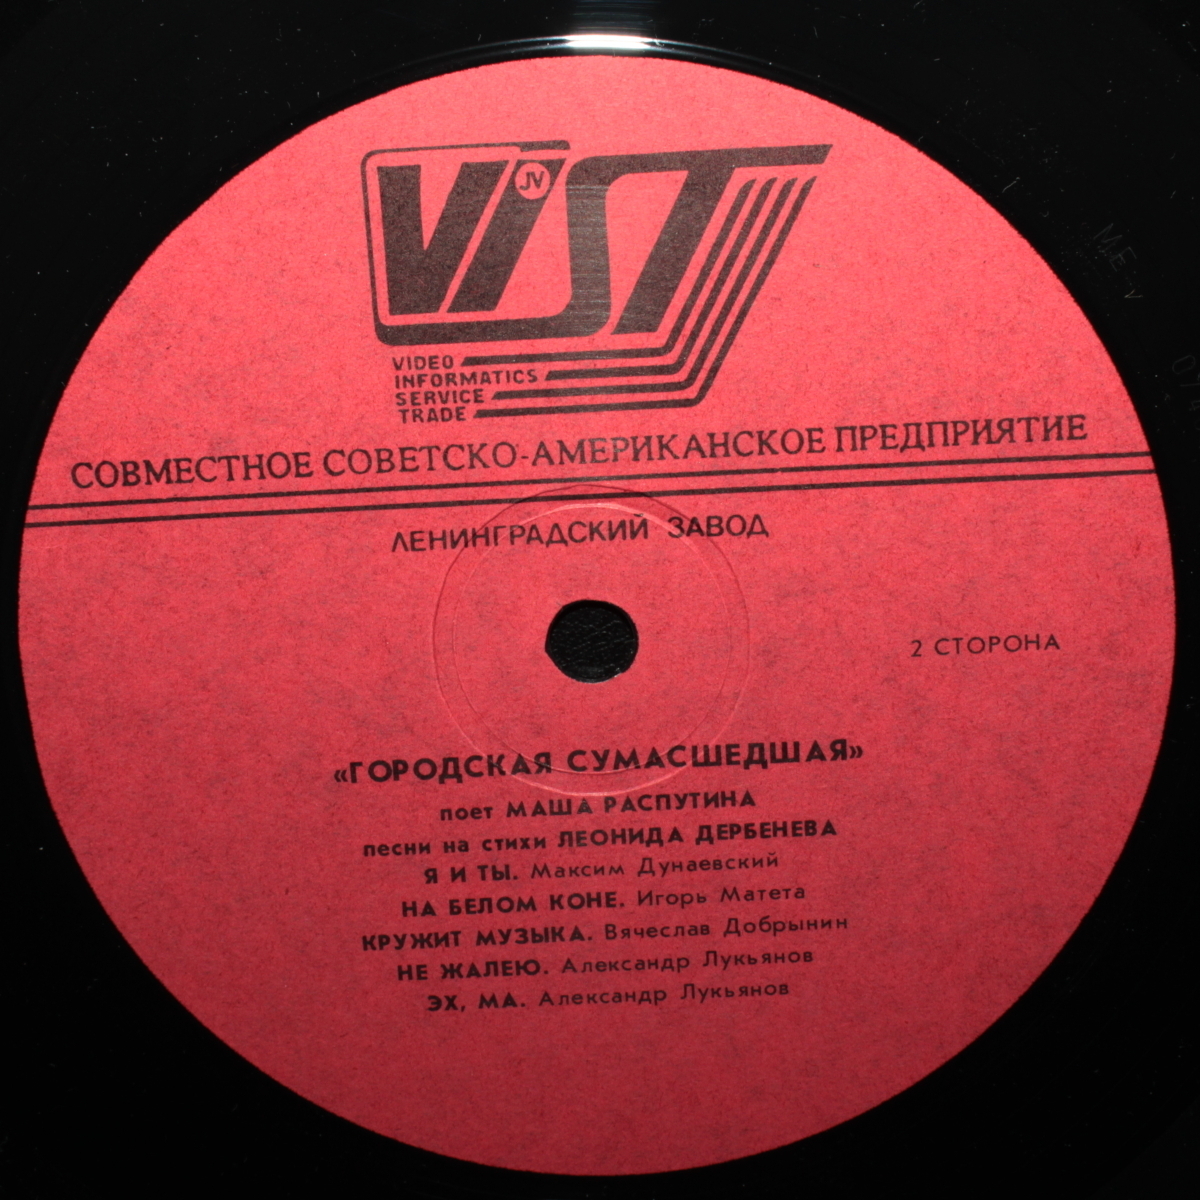 ViST
JV
VIDEO
INFORMATICS
SERVICE
TRADE
СОВМЕСТНОЕ СОВЕТСКО-АМЕРИКАНСКОЕ ПРЕДПРИЯТИЕ
ЛЕНИНГРАДСКИЙ ЗАВОД
2 СТОРОНА
«ГОРОДСКАЯ СУМАСШЕДШАЯ»
поет МАША РАСПУТИНА
песни на стихи ЛЕОНИДА ДЕРБЕНЕВА
Я И ТЫ. Максим Дунаевский
НА БЕЛОМ КОНЕ. Игорь Матета
КРУЖИТ МУЗЫКА. Вячеслав Добрынин
НЕ ЖАЛЕЮ. Александр Лукьянов
ЭХ, МА. Александр Лукьянов